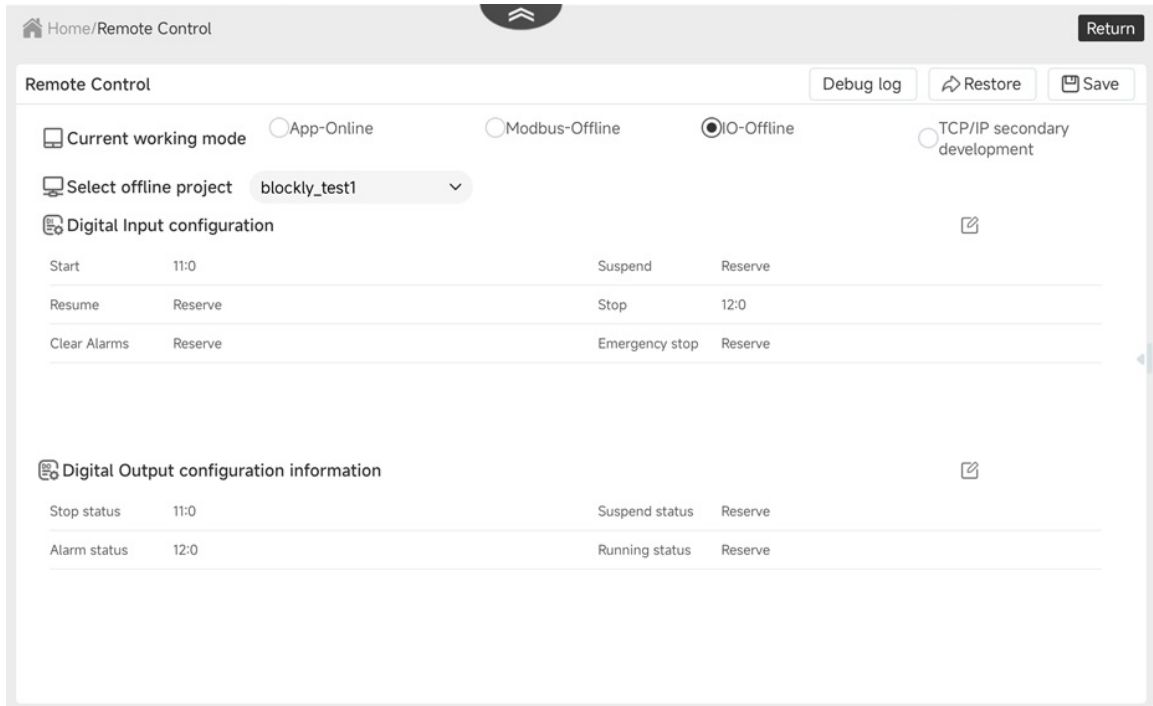 Home/Remote Control
Return
Remote Control
Debug log
Restore
Save
Current working mode
App-Online
Modbus-Offline
IO-Offline
TCP/IP secondary
development
Select offline project
blockly_test1
Digital Input configuration
Start 11:0 Suspend Reserve
Resume Reserve Stop 12:0
Clear Alarms Reserve Emergency stop Reserve
Digital Output configuration information
Stop status 11:0 Suspend status Reserve
Alarm status 12:0 Running status Reserve